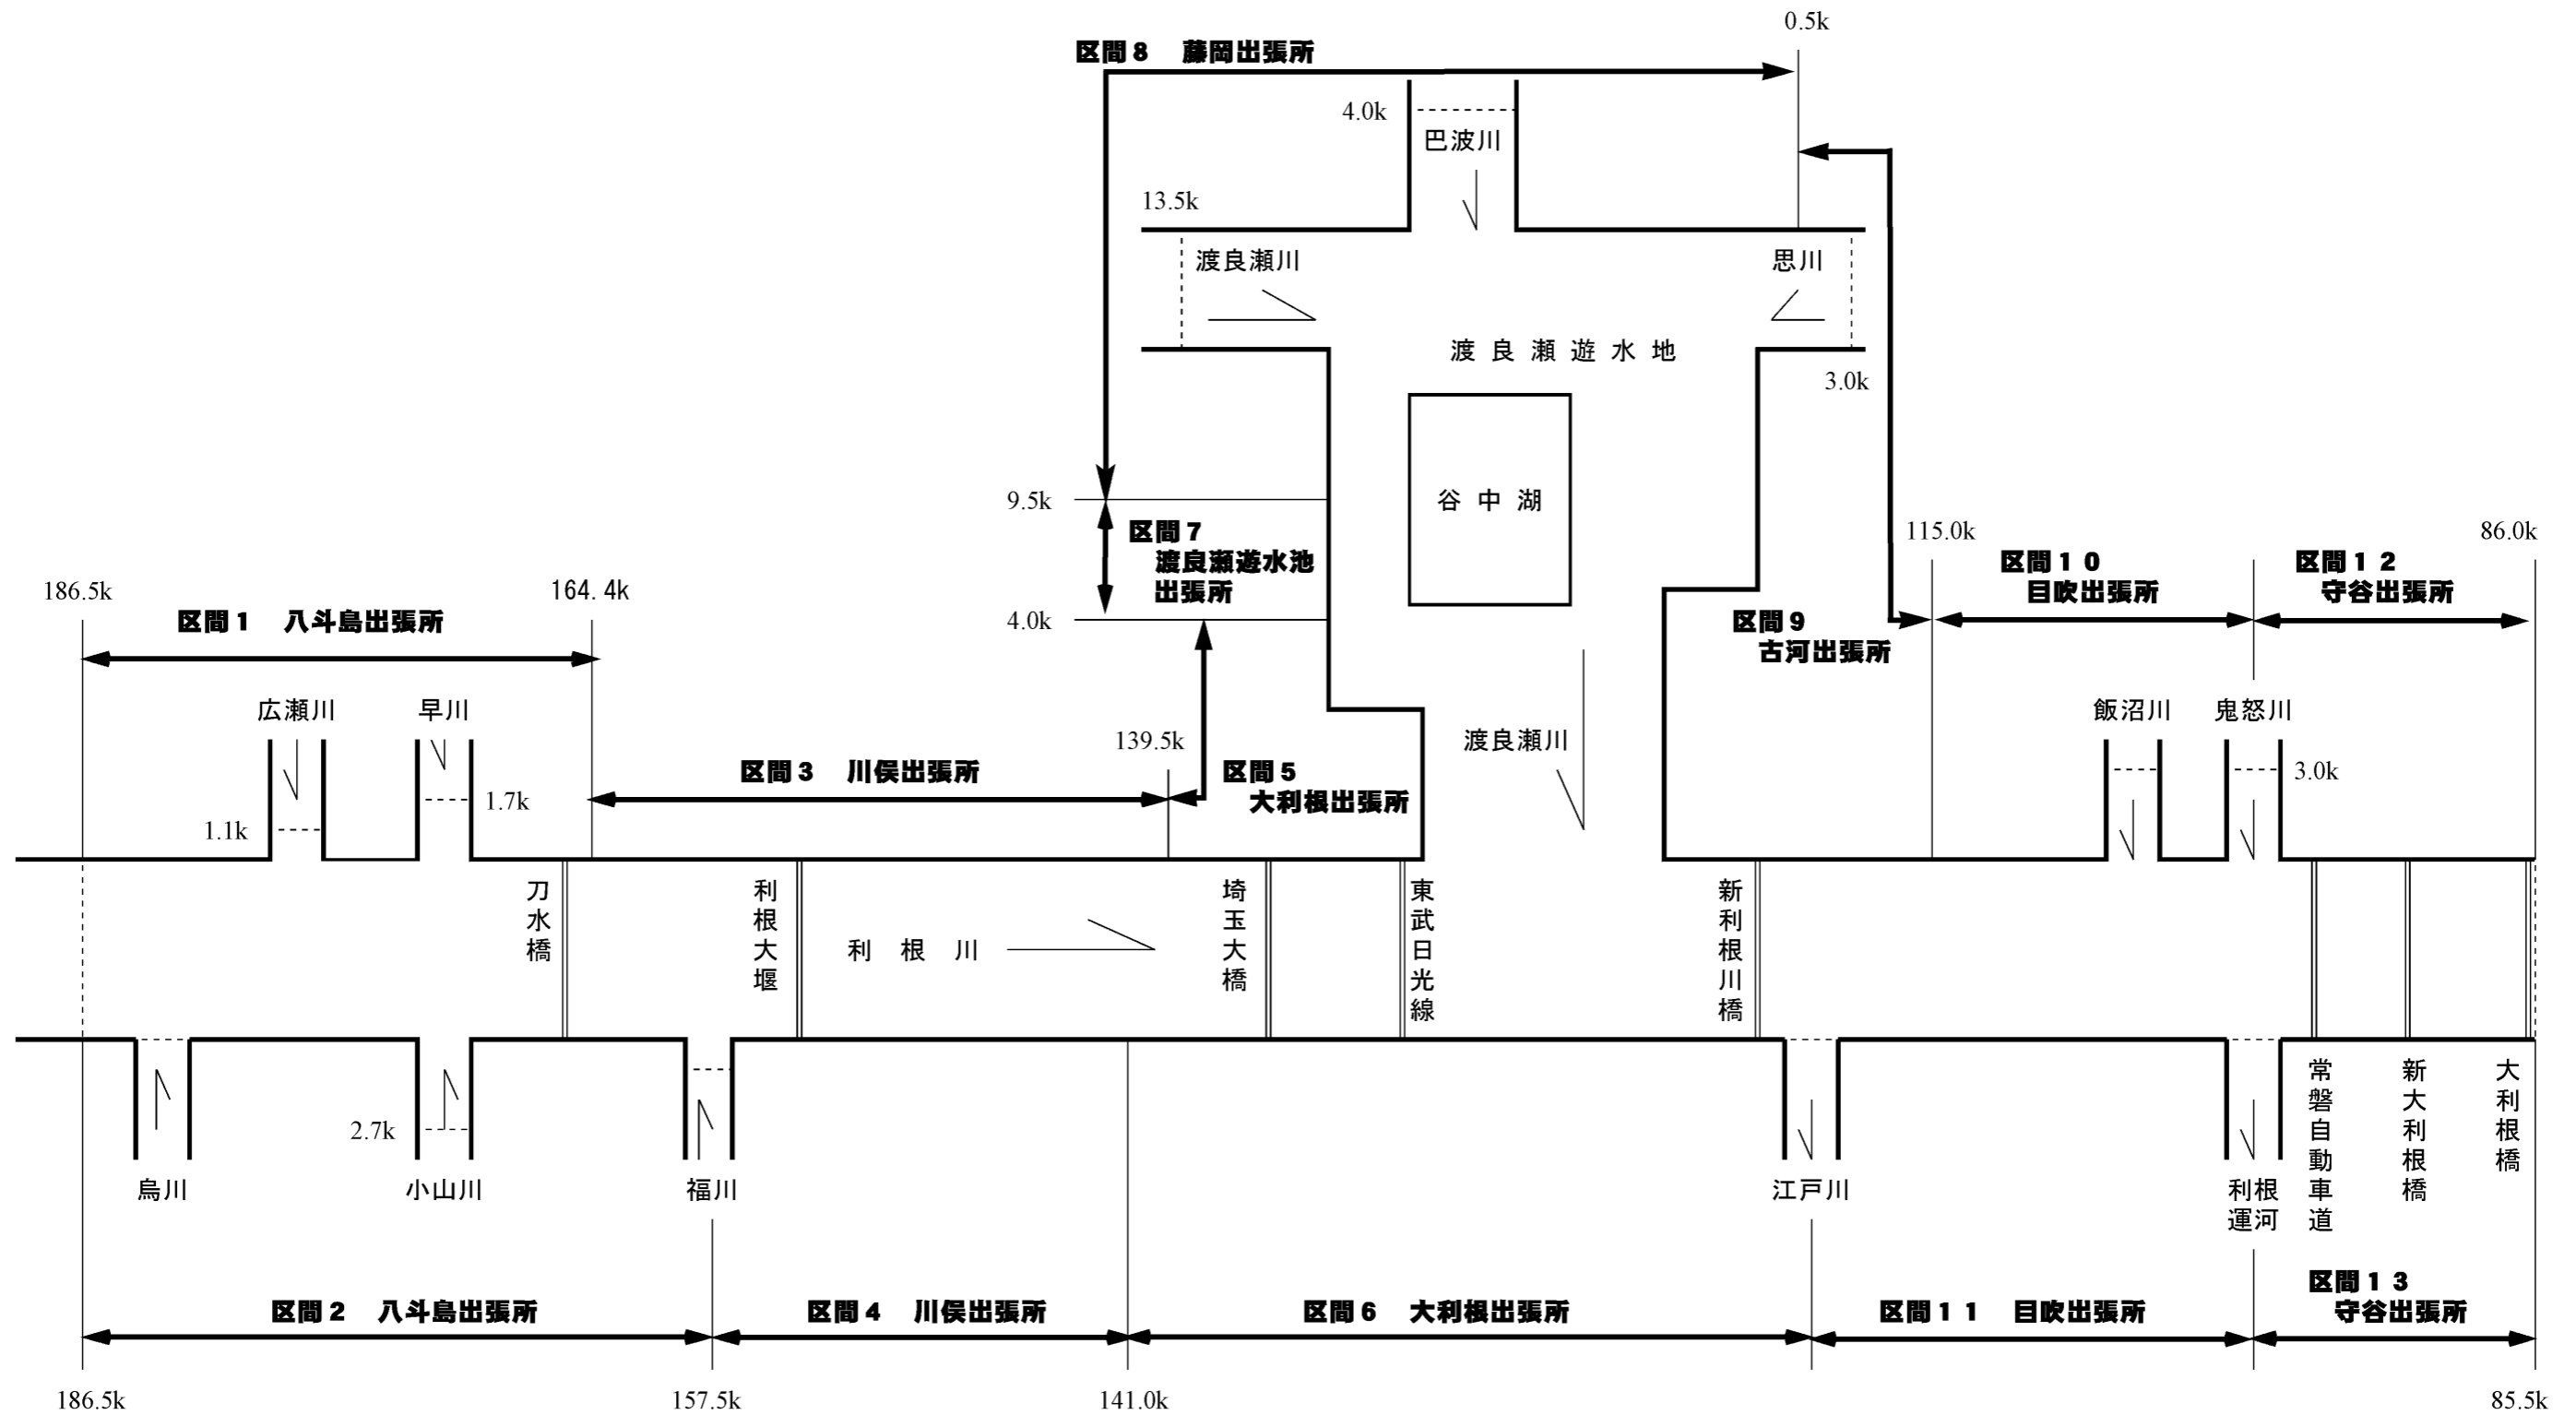 0.5k
区間8　藤岡出張所
4.0k
巴波川
13.5k
渡良瀬川
思川
渡良瀬遊水地
3.0k
谷中湖
9.5k
区間7
渡良瀬遊水池
出張所
4.0k
115.0k
86.0k
区間10
目吹出張所
区間12
守谷出張所
186.5k
164.4k
区間1　八斗島出張所
区間9
古河出張所
広瀬川
早川
飯沼川
鬼怒川
139.5k
渡良瀬川
区間3　川俣出張所
区間5
大利根出張所
3.0k
1.7k
1.1k
刀水橋
利根大堰
利根川
埼玉大橋
東武日光線
新利根川橋
常磐自動車道
新大利根橋
大利根橋
2.7k
烏川
小山川
福川
江戸川
利根
運河
区間2　八斗島出張所
区間4　川俣出張所
区間6　大利根出張所
区間11　目吹出張所
区間13
守谷出張所
186.5k
157.5k
141.0k
85.5k